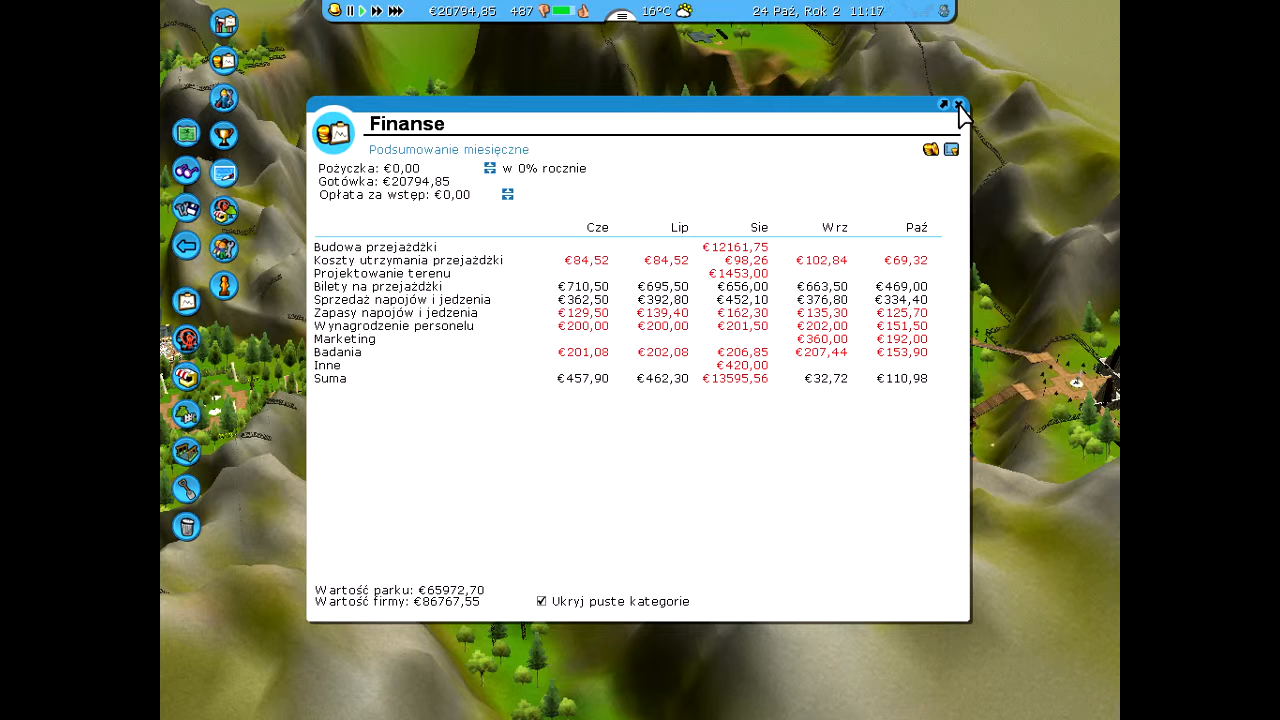 €20794,85 487 16°C 24 Paź, Rok 2 11:17
Finanse
Podsumowanie miesięczne
Pożyczka: €0,00 w 0% rocznie
Gotówka: €20794,85
Opłata za wstęp: €0,00
Cze Lip Sie Wrz Paź
Budowa przejażdżki €12161,75
Koszty utrzymania przejażdżki €84,52 €84,52 €98,26 €102,84 €69,32
Projektowanie terenu €1453,00
Bilety na przejażdżki €710,50 €695,50 €656,00 €663,50 €469,00
Sprzedaż napojów i jedzenia €362,50 €392,80 €452,10 €376,80 €334,40
Zapasy napojów i jedzenia €129,50 €139,40 €162,30 €135,30 €125,70
Wynagrodzenie personelu €200,00 €200,00 €201,50 €202,00 €151,50
Marketing €360,00 €192,00
Badania €201,08 €202,08 €206,85 €207,44 €153,90
Inne €420,00
Suma €457,90 €462,30 €13595,56 €32,72 €110,98
Wartość parku: €65972,70
Wartość firmy: €86767,55 Ukryj puste kategorie